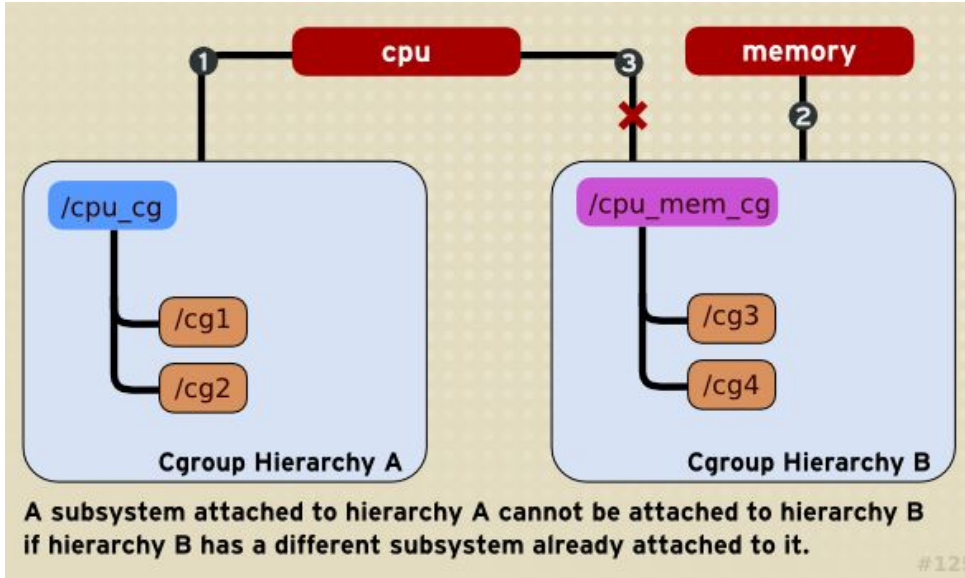 1
cpu
3
memory
2
/cpu_cg
/cg1
/cg2
Cgroup Hierarchy A
/cpu_mem_cg
/cg3
/cg4
Cgroup Hierarchy B
A subsystem attached to hierarchy A cannot be attached to hierarchy B
if hierarchy B has a different subsystem already attached to it.